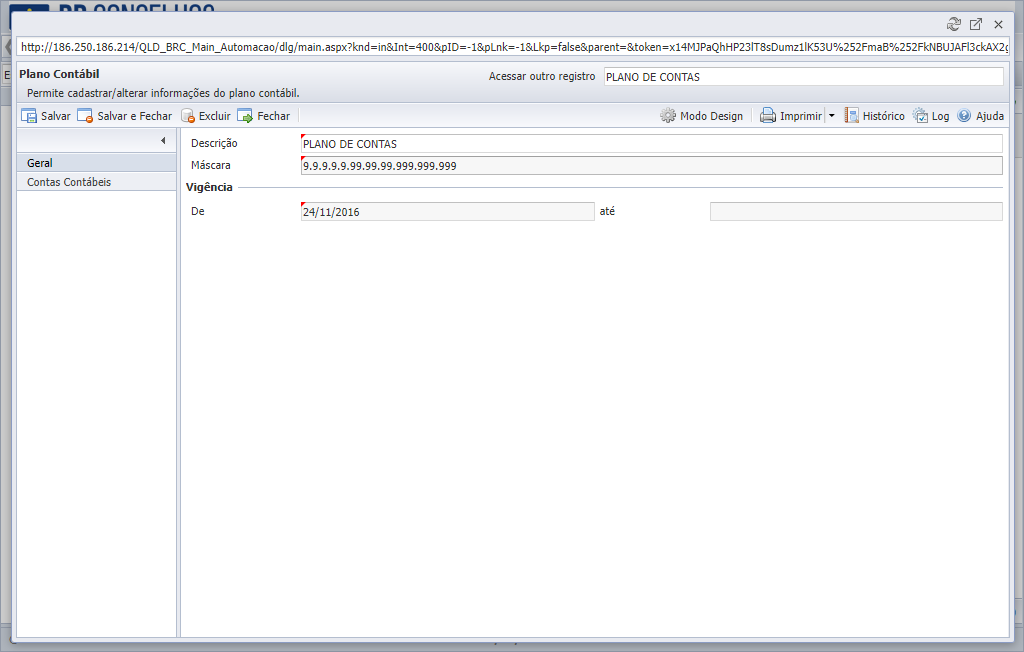 http://186.250.186.214/QLD_BRC_Main_Automacao/dlg/main.aspx?knd=in&Int=400&pID=-1&pLnk=-1&Lkp=false&parent=&token=x14MJPaQhHP23lT8sDumz1lK53U%252FmaB%252FkNBUJAFl3ckAX2g
Plano Contábil
Acessar outro registro PLANO DE CONTAS
Permite cadastrar/alterar informações do plano contábil.
Salvar Salvar e Fechar Excluir Fechar Modo Design Imprimir Histórico Log Ajuda
Geral
Contas Contábeis
Descrição PLANO DE CONTAS
Máscara 9.9.9.9.9.99.99.99.999.999.999
Vigência
De 24/11/2016 até